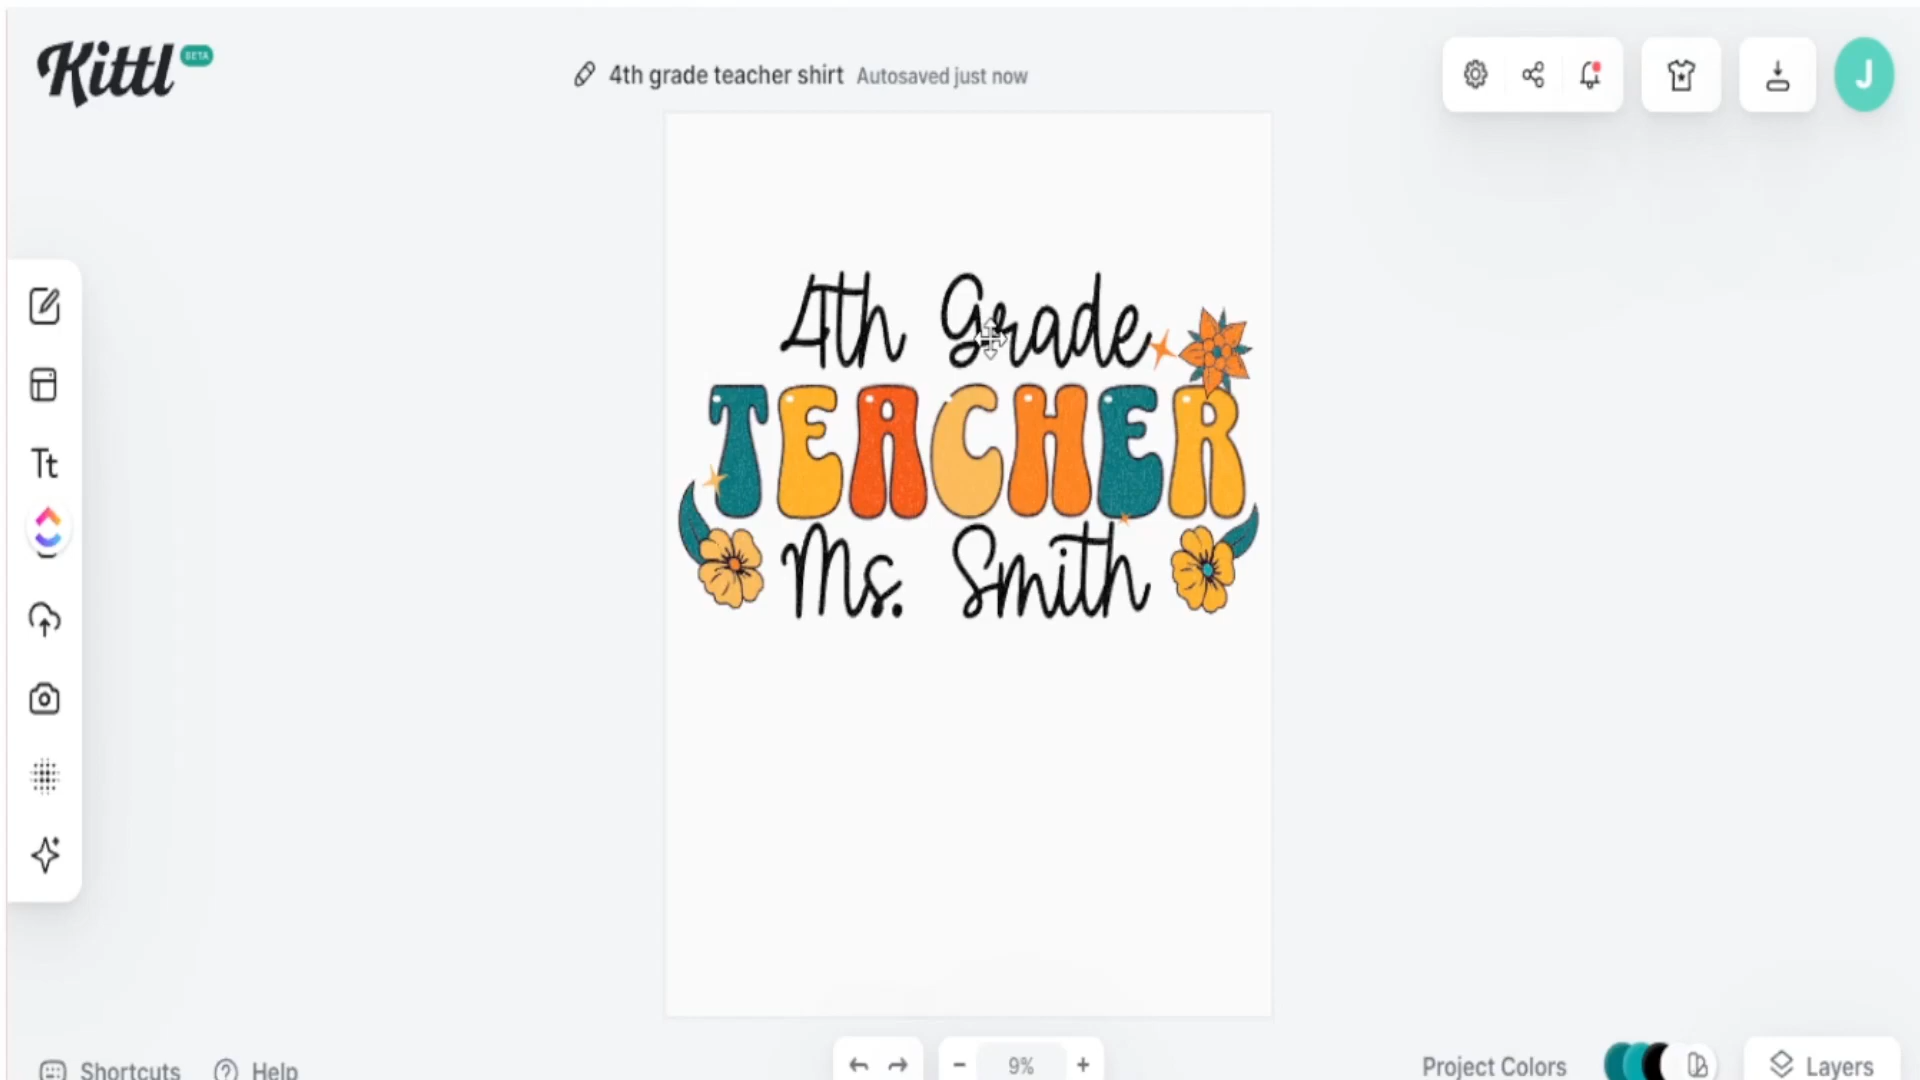 Kittl BETA
4th grade teacher shirt Autosaved just now
J
4th Grade
TEACHER
Ms. Smith
Tt
Shortcuts Help
9%
Project Colors
Layers